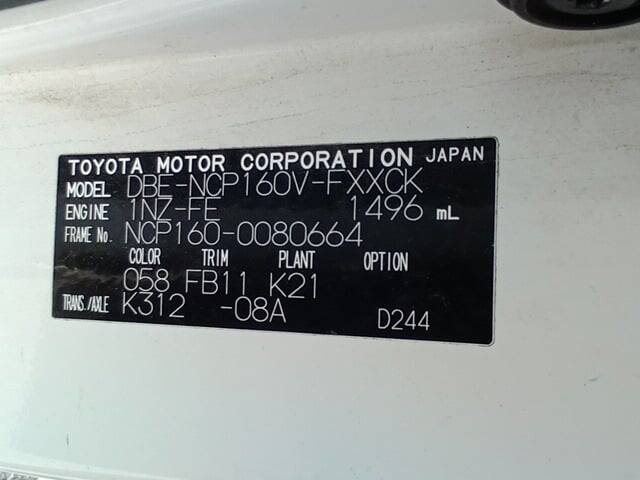 TOYOTA MOTOR CORPORATION JAPAN
MODEL DBE-NCP160V-FXXCK
ENGINE 1NZ-FE 1496 mL
FRAME No. NCP160-0080664
COLOR TRIM PLANT OPTION
058 FB11 K21
TRANS./AXLE K312 -08A
D244